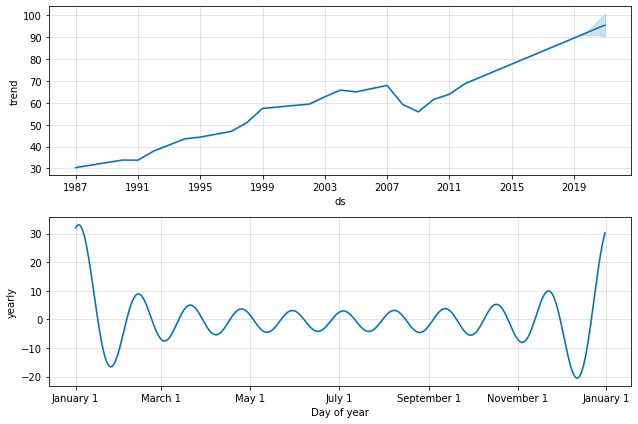 100
90
80
70
60
50
40
30
trend
1987 1991 1995 1999 2003 2007 2011 2015 2019
ds
30
20
10
0
−10
−20
yearly
January 1 March 1 May 1 July 1 September 1 November 1 January 1
Day of year